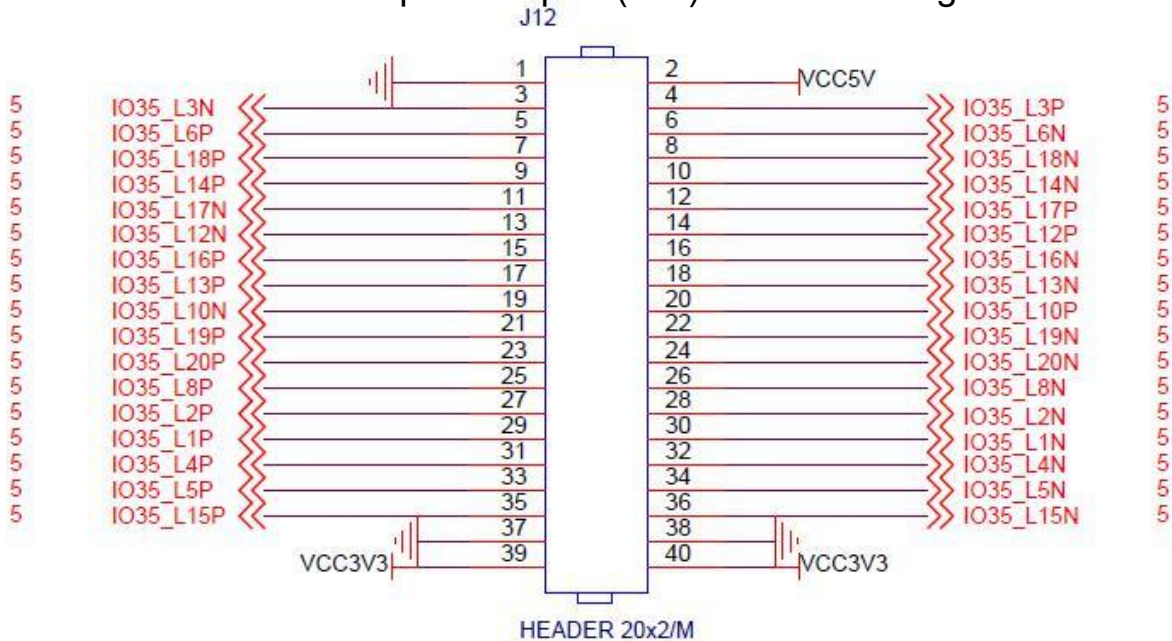 J12
1 2 VCC5V
5 IO35_L3N 3 4 IO35_L3P 5
5 IO35_L6P 5 6 IO35_L6N 5
5 IO35_L18P 7 8 IO35_L18N 5
5 IO35_L14P 9 10 IO35_L14N 5
5 IO35_L17N 11 12 IO35_L17P 5
5 IO35_L12N 13 14 IO35_L12P 5
5 IO35_L16P 15 16 IO35_L16N 5
5 IO35_L13P 17 18 IO35_L13N 5
5 IO35_L10N 19 20 IO35_L10P 5
5 IO35_L19P 21 22 IO35_L19N 5
5 IO35_L20P 23 24 IO35_L20N 5
5 IO35_L8P 25 26 IO35_L8N 5
5 IO35_L2P 27 28 IO35_L2N 5
5 IO35_L1P 29 30 IO35_L1N 5
5 IO35_L4P 31 32 IO35_L4N 5
5 IO35_L5P 33 34 IO35_L5N 5
5 IO35_L15P 35 36 IO35_L15N 5
37 38
VCC3V3 39 40 VCC3V3
HEADER 20x2/M